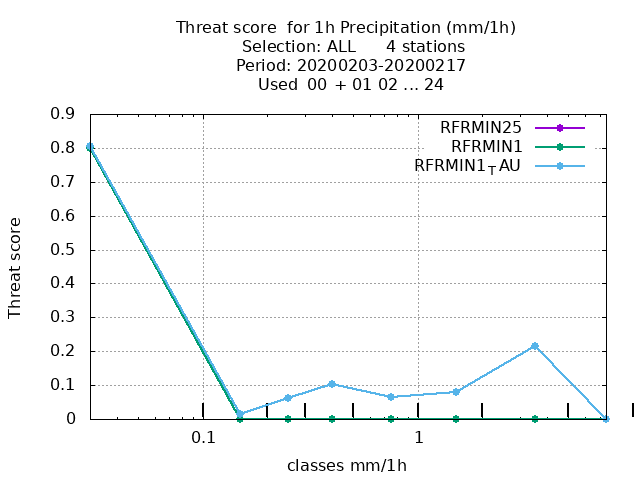 Threat score  for 1h Precipitation (mm/1h)
Selection: ALL      4 stations
Period: 20200203-20200217
Used  00  + 01 02 ... 24
RFRMIN25
RFRMIN1
RFRMIN1TAU
Threat score
0.9
0.8
0.7
0.6
0.5
0.4
0.3
0.2
0.1
0
0.1 1
classes mm/1h